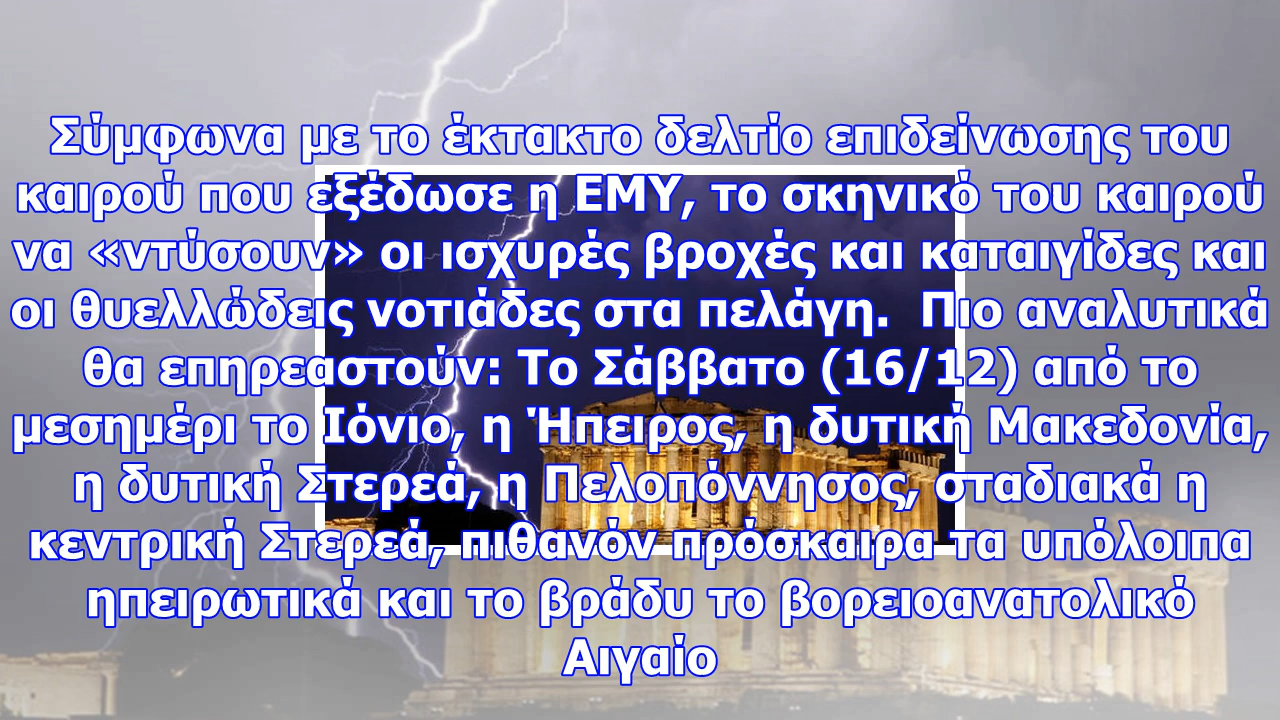 Σύμφωνα με το έκτακτο δελτίο επιδείνωσης του
καιρού που εξέδωσε η ΕΜΥ, το σκηνικό του καιρού
να «ντύσουν» οι ισχυρές βροχές και καταιγίδες και
οι θυελλώδεις νοτιάδες στα πελάγη.  Πιο αναλυτικά
θα επηρεαστούν: Το Σάββατο (16/12) από το
μεσημέρι το Ιόνιο, η Ήπειρος, η δυτική Μακεδονία,
η δυτική Στερεά, η Πελοπόννησος, σταδιακά η
κεντρική Στερεά, πιθανόν πρόσκαιρα τα υπόλοιπα
ηπειρωτικά και το βράδυ το βορειοανατολικό
Αιγαίο